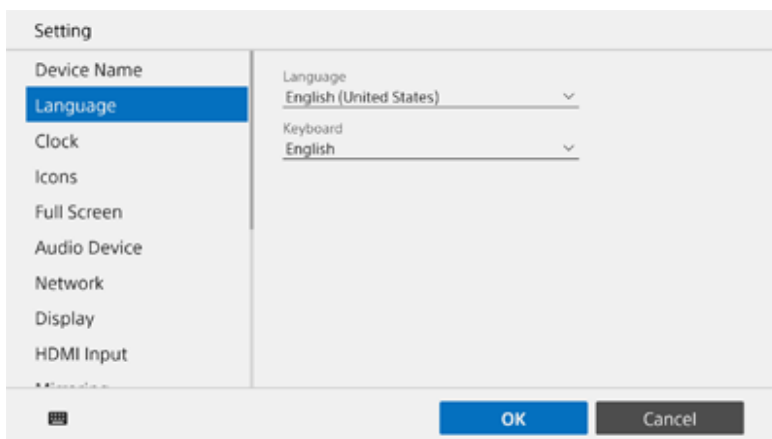 Setting
Device Name
Language
Clock
Icons
Full Screen
Audio Device
Network
Display
HDMI Input
Language
English (United States)
Keyboard
English
OK
Cancel